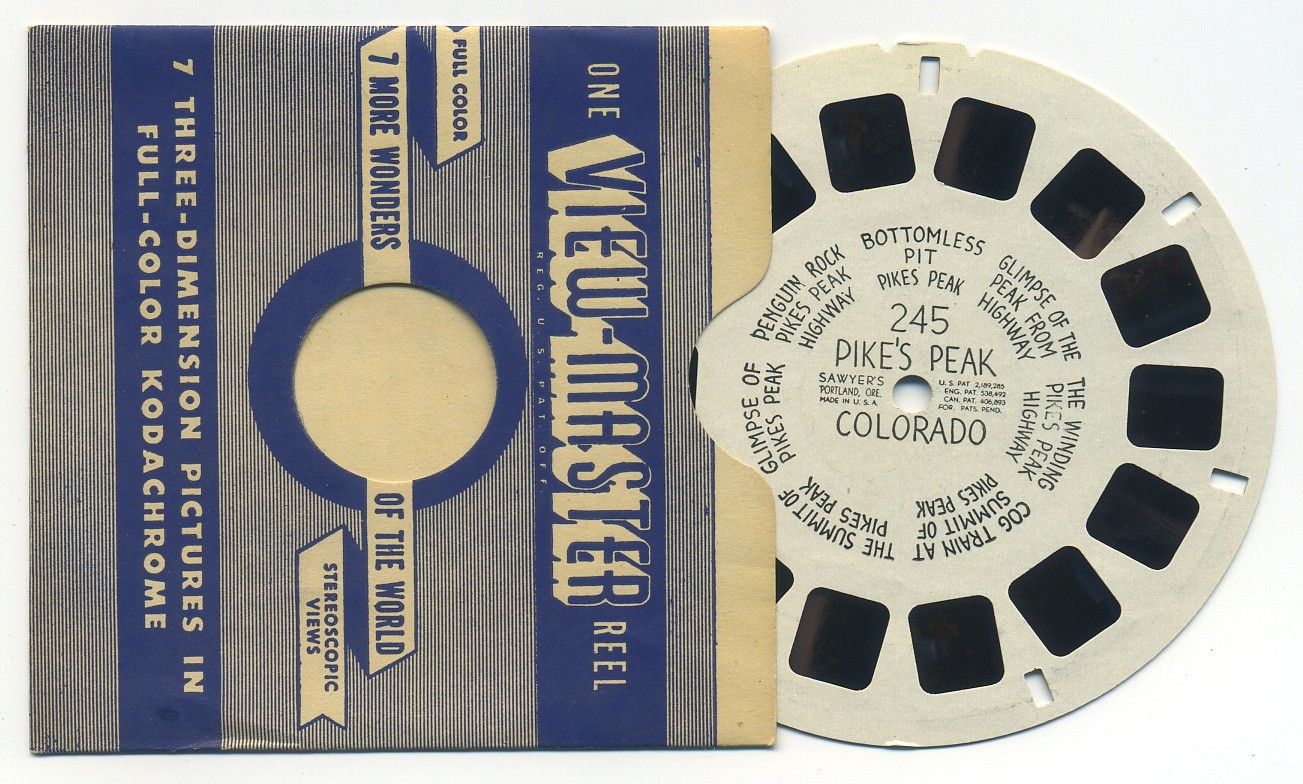 ONE VIEW-MASTER REEL
REG. U.S. PAT. OFF.
FULL COLOR
7 MORE WONDERS
OF THE WORLD
STEREOSCOPIC
VIEWS
7 THREE-DIMENSION PICTURES IN
FULL-COLOR KODACHROME
245
PIKE'S PEAK
SAWYER'S
PORTLAND, ORE.
MADE IN U.S.A.
U.S. PAT 2,189,285
ENG. PAT. 538,492
CAN. PAT. 406,893
FOR. PATS. PEND.
COLORADO
BOTTOMLESS
PIT
PIKES PEAK
GLIMPSE OF THE
PEAK FROM
HIGHWAY
THE WINDING
PIKES PEAK
HIGHWAY
COG TRAIN AT
SUMMIT OF
PIKES PEAK
THE SUMMIT OF
PIKES PEAK
GLIMPSE OF
PIKES PEAK
PENGUIN ROCK
PIKES PEAK
HIGHWAY